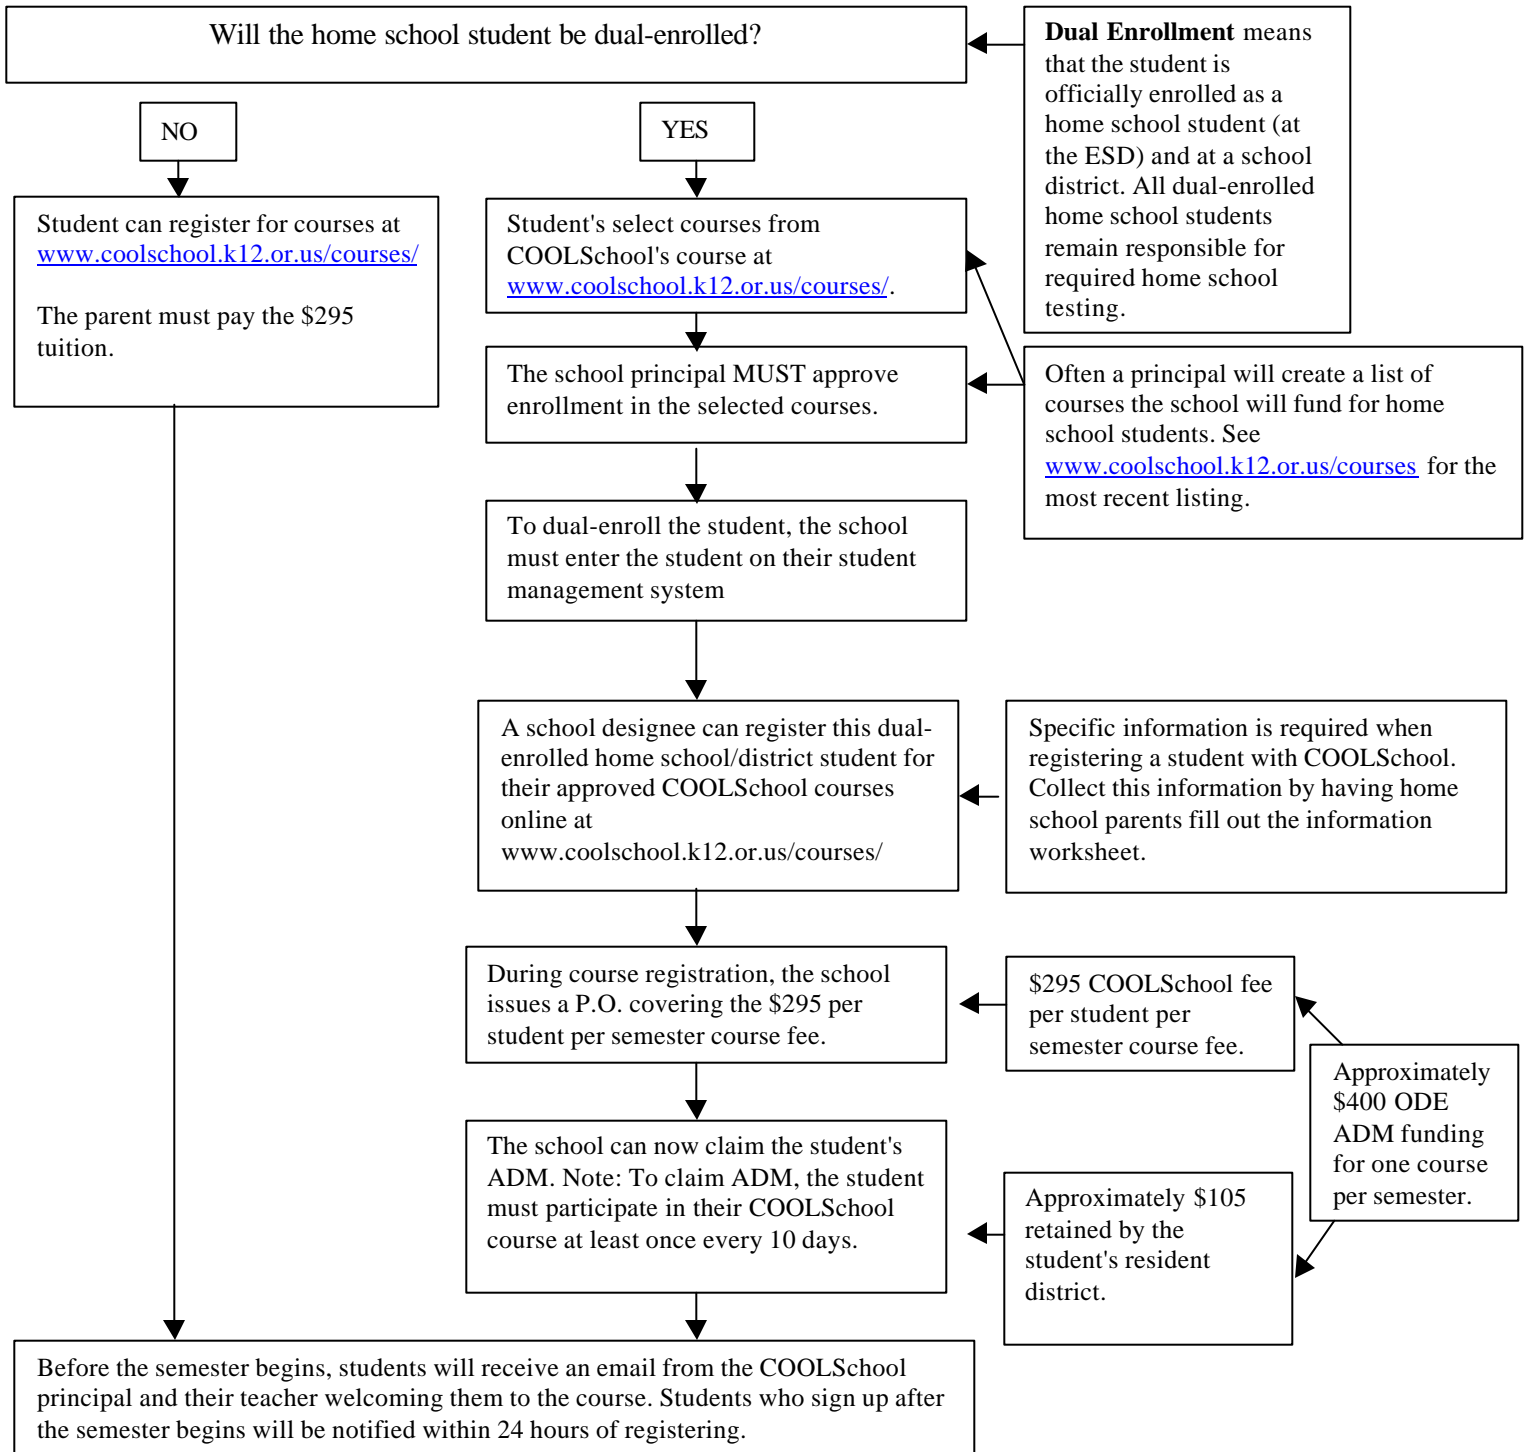 Will the home school student be dual-enrolled?
Dual Enrollment means
that the student is
officially enrolled as a
home school student (at
the ESD) and at a school
district. All dual-enrolled
home school students
remain responsible for
required home school
testing.
NO
YES
Student can register for courses at
www.coolschool.k12.or.us/courses/
The parent must pay the $295
tuition.
Student's select courses from
COOLSchool's course at
www.coolschool.k12.or.us/courses/.
The school principal MUST approve
enrollment in the selected courses.
Often a principal will create a list of
courses the school will fund for home
school students. See
www.coolschool.k12.or.us/courses for the
most recent listing.
To dual-enroll the student, the school
must enter the student on their student
management system
A school designee can register this dual-
enrolled home school/district student for
their approved COOLSchool courses
online at
www.coolschool.k12.or.us/courses/
Specific information is required when
registering a student with COOLSchool.
Collect this information by having home
school parents fill out the information
worksheet.
During course registration, the school
issues a P.O. covering the $295 per
student per semester course fee.
$295 COOLSchool fee
per student per
semester course fee.
Approximately
$400 ODE
ADM funding
for one course
per semester.
The school can now claim the student's
ADM. Note: To claim ADM, the student
must participate in their COOLSchool
course at least once every 10 days.
Approximately $105
retained by the
student's resident
district.
Before the semester begins, students will receive an email from the COOLSchool
principal and their teacher welcoming them to the course. Students who sign up after
the semester begins will be notified within 24 hours of registering.